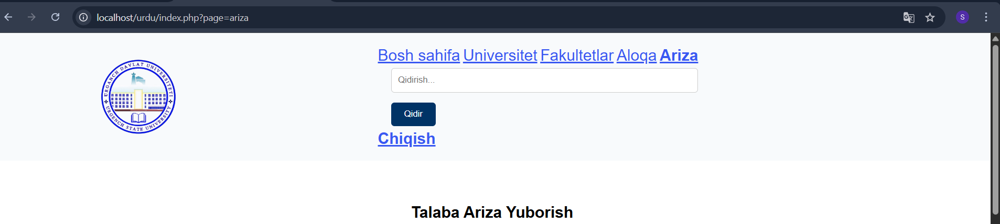 localhost/urdu/index.php?page=ariza
S
Bosh sahifa Universitet Fakultetlar Aloqa Ariza
URGANCH DAVLAT UNIVERSITETI
URGENCH STATE UNIVERSITY
Qidirish...
Qidir
Chiqish
Talaba Ariza Yuborish